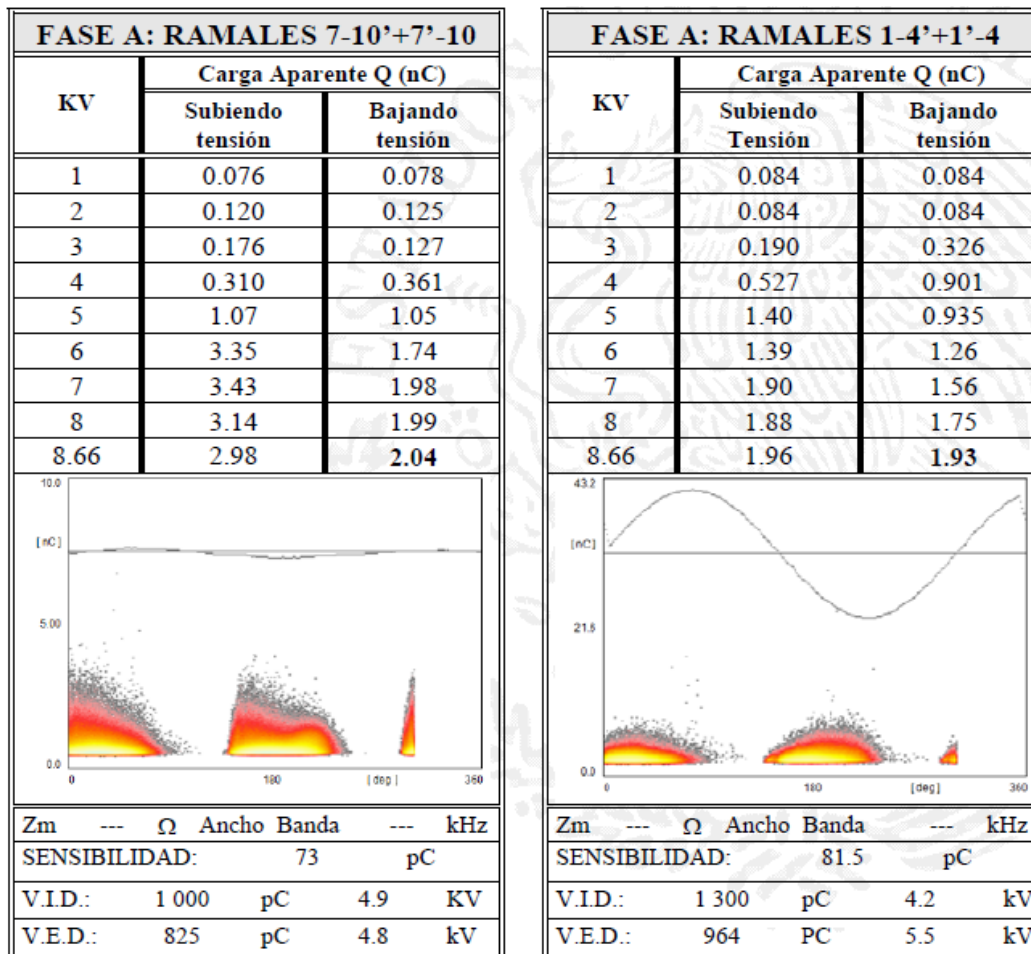 FASE A: RAMALES 7-10’+7’-10
KV
Carga Aparente Q (nC)
Subiendo tensión
Bajando tensión
1 0.076 0.078
2 0.120 0.125
3 0.176 0.127
4 0.310 0.361
5 1.07 1.05
6 3.35 1.74
7 3.43 1.98
8 3.14 1.99
8.66 2.98 2.04
10.0
[nC]
5.00
0.0
0 180 [deg] 360
Zm --- Ω Ancho Banda --- kHz
SENSIBILIDAD: 73 pC
V.I.D.: 1 000 pC 4.9 KV
V.E.D.: 825 pC 4.8 kV
FASE A: RAMALES 1-4’+1’-4
KV
Carga Aparente Q (nC)
Subiendo Tensión
Bajando tensión
1 0.084 0.084
2 0.084 0.084
3 0.190 0.326
4 0.527 0.901
5 1.40 0.935
6 1.39 1.26
7 1.90 1.56
8 1.88 1.75
8.66 1.96 1.93
43.2
[nC]
21.6
0.0
0 180 [deg] 360
Zm --- Ω Ancho Banda --- kHz
SENSIBILIDAD: 81.5 pC
V.I.D.: 1 300 pC 4.2 kV
V.E.D.: 964 PC 5.5 kV